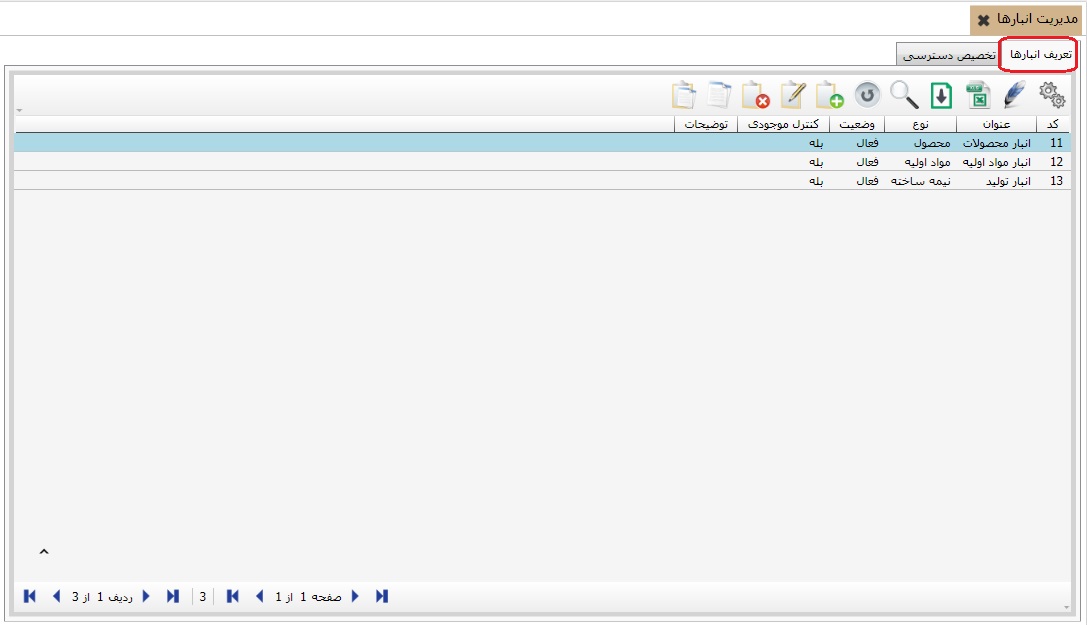 مدیریت انبارها
تعریف انبارها تخصیص دسترسی
کد عنوان نوع وضعیت کنترل موجودی توضیحات
11 انبار محصولات محصول فعال بله
12 انبار مواد اولیه مواد اولیه فعال بله
13 انبار تولید نیمه ساخته فعال بله
صفحه 1 از 1 3 ردیف 1 از 3